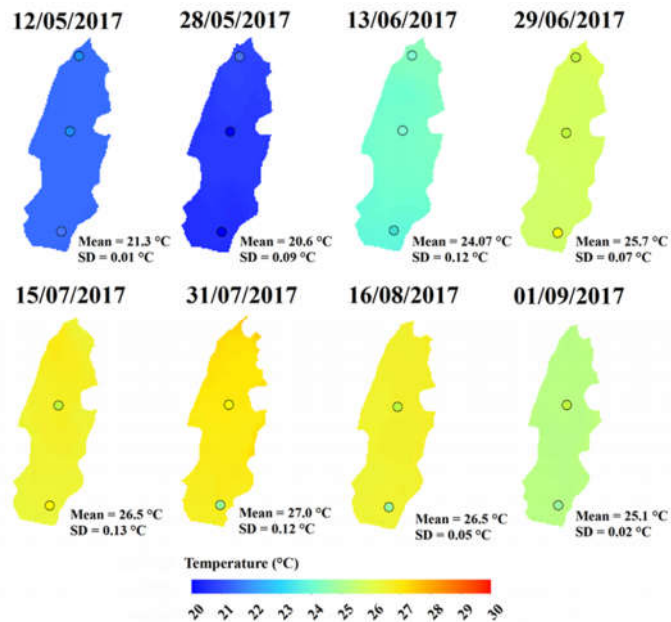 12/05/2017 28/05/2017 13/06/2017 29/06/2017
Mean = 21.3 °C
SD = 0.01 °C
Mean = 20.6 °C
SD = 0.09 °C
Mean = 24.07 °C
SD = 0.12 °C
Mean = 25.7 °C
SD = 0.07 °C
15/07/2017 31/07/2017 16/08/2017 01/09/2017
Mean = 26.5 °C
SD = 0.13 °C
Mean = 27.0 °C
SD = 0.12 °C
Mean = 26.5 °C
SD = 0.05 °C
Mean = 25.1 °C
SD = 0.02 °C
Temperature (°C)
20 21 22 23 24 25 26 27 28 29 30